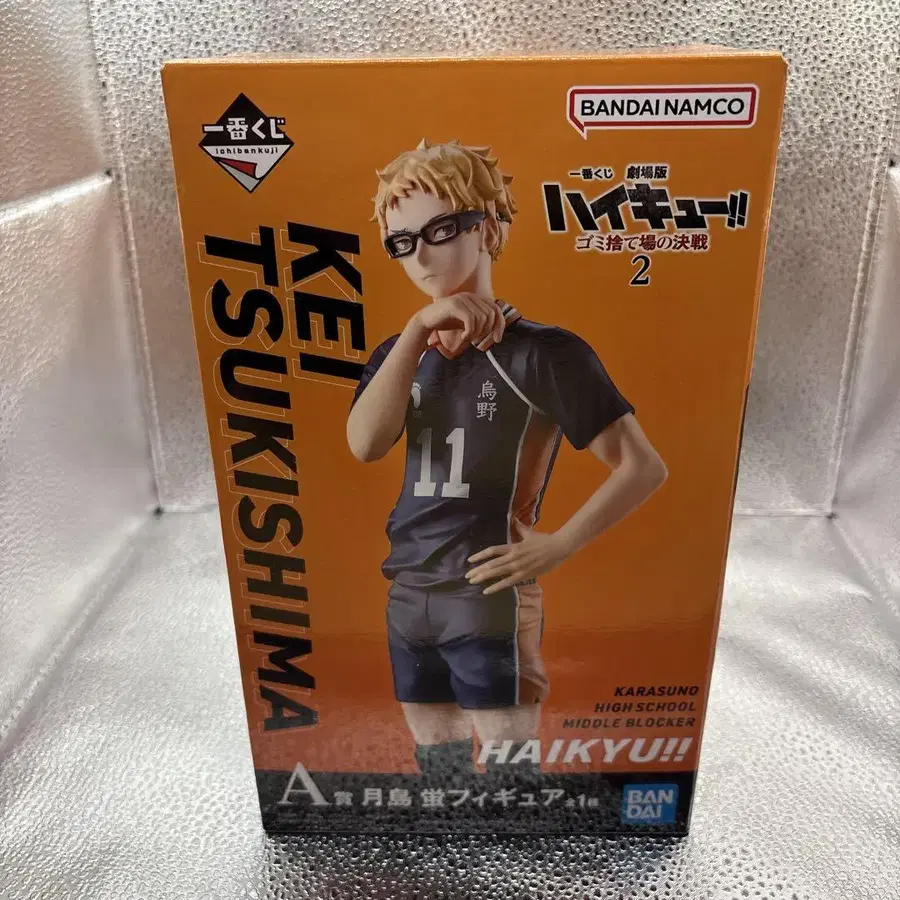 一番くじ
ichibankuji
BANDAI NAMCO
一番くじ 劇場版
ハイキュー!!
ゴミ捨て場の決戦
2
KEI
TSUKISHIMA
烏野
11
KARASUNO
HIGH SCHOOL
MIDDLE BLOCKER
HAIKYU!!
A賞 月島 蛍フィギュア 全1種
BAN
DAI